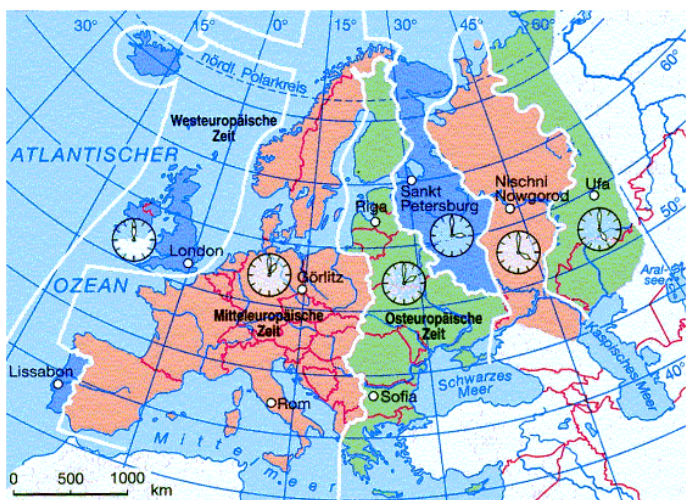 30° 15° 0° 15° 30° 45° 60°
nördl. Polarkreis
60°
Westeuropäische
Zeit
ATLANTISCHER
Sankt
Petersburg
Nischni
Nowgorod
Ufa
50°
Riga
London
Görlitz
OZEAN
Aral-
see
Mitteleuropäische
Zeit
Osteuropäische
Zeit
Kaspisches Meer
40°
Lissabon
Schwarzes
Meer
Rom
Sofia
Mittelmeer
0 500 1000
km